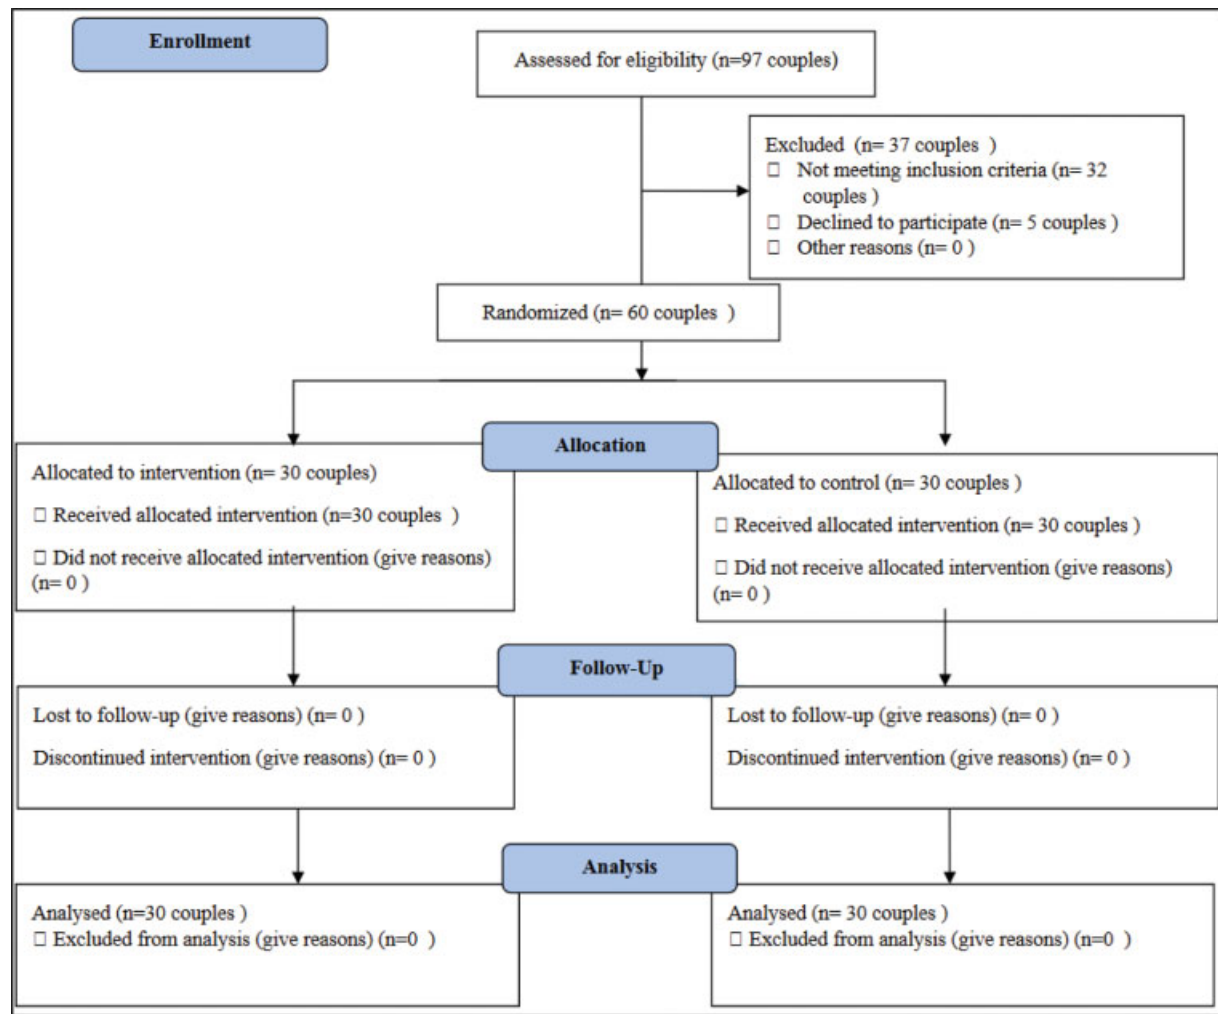 Enrollment
Assessed for eligibility (n=97 couples)
Excluded (n= 37 couples )
□ Not meeting inclusion criteria (n= 32
couples )
□ Declined to participate (n= 5 couples )
□ Other reasons (n= 0 )
Randomized (n= 60 couples )
Allocation
Allocated to intervention (n= 30 couples)
□ Received allocated intervention (n=30 couples )
□ Did not receive allocated intervention (give reasons)
(n= 0 )
Allocated to control (n= 30 couples )
□ Received allocated intervention (n= 30 couples )
□ Did not receive allocated intervention (give reasons)
(n= 0 )
Follow-Up
Lost to follow-up (give reasons) (n= 0 )
Discontinued intervention (give reasons) (n= 0 )
Lost to follow-up (give reasons) (n= 0 )
Discontinued intervention (give reasons) (n= 0 )
Analysis
Analysed (n=30 couples )
□ Excluded from analysis (give reasons) (n=0 )
Analysed (n= 30 couples )
□ Excluded from analysis (give reasons) (n=0 )